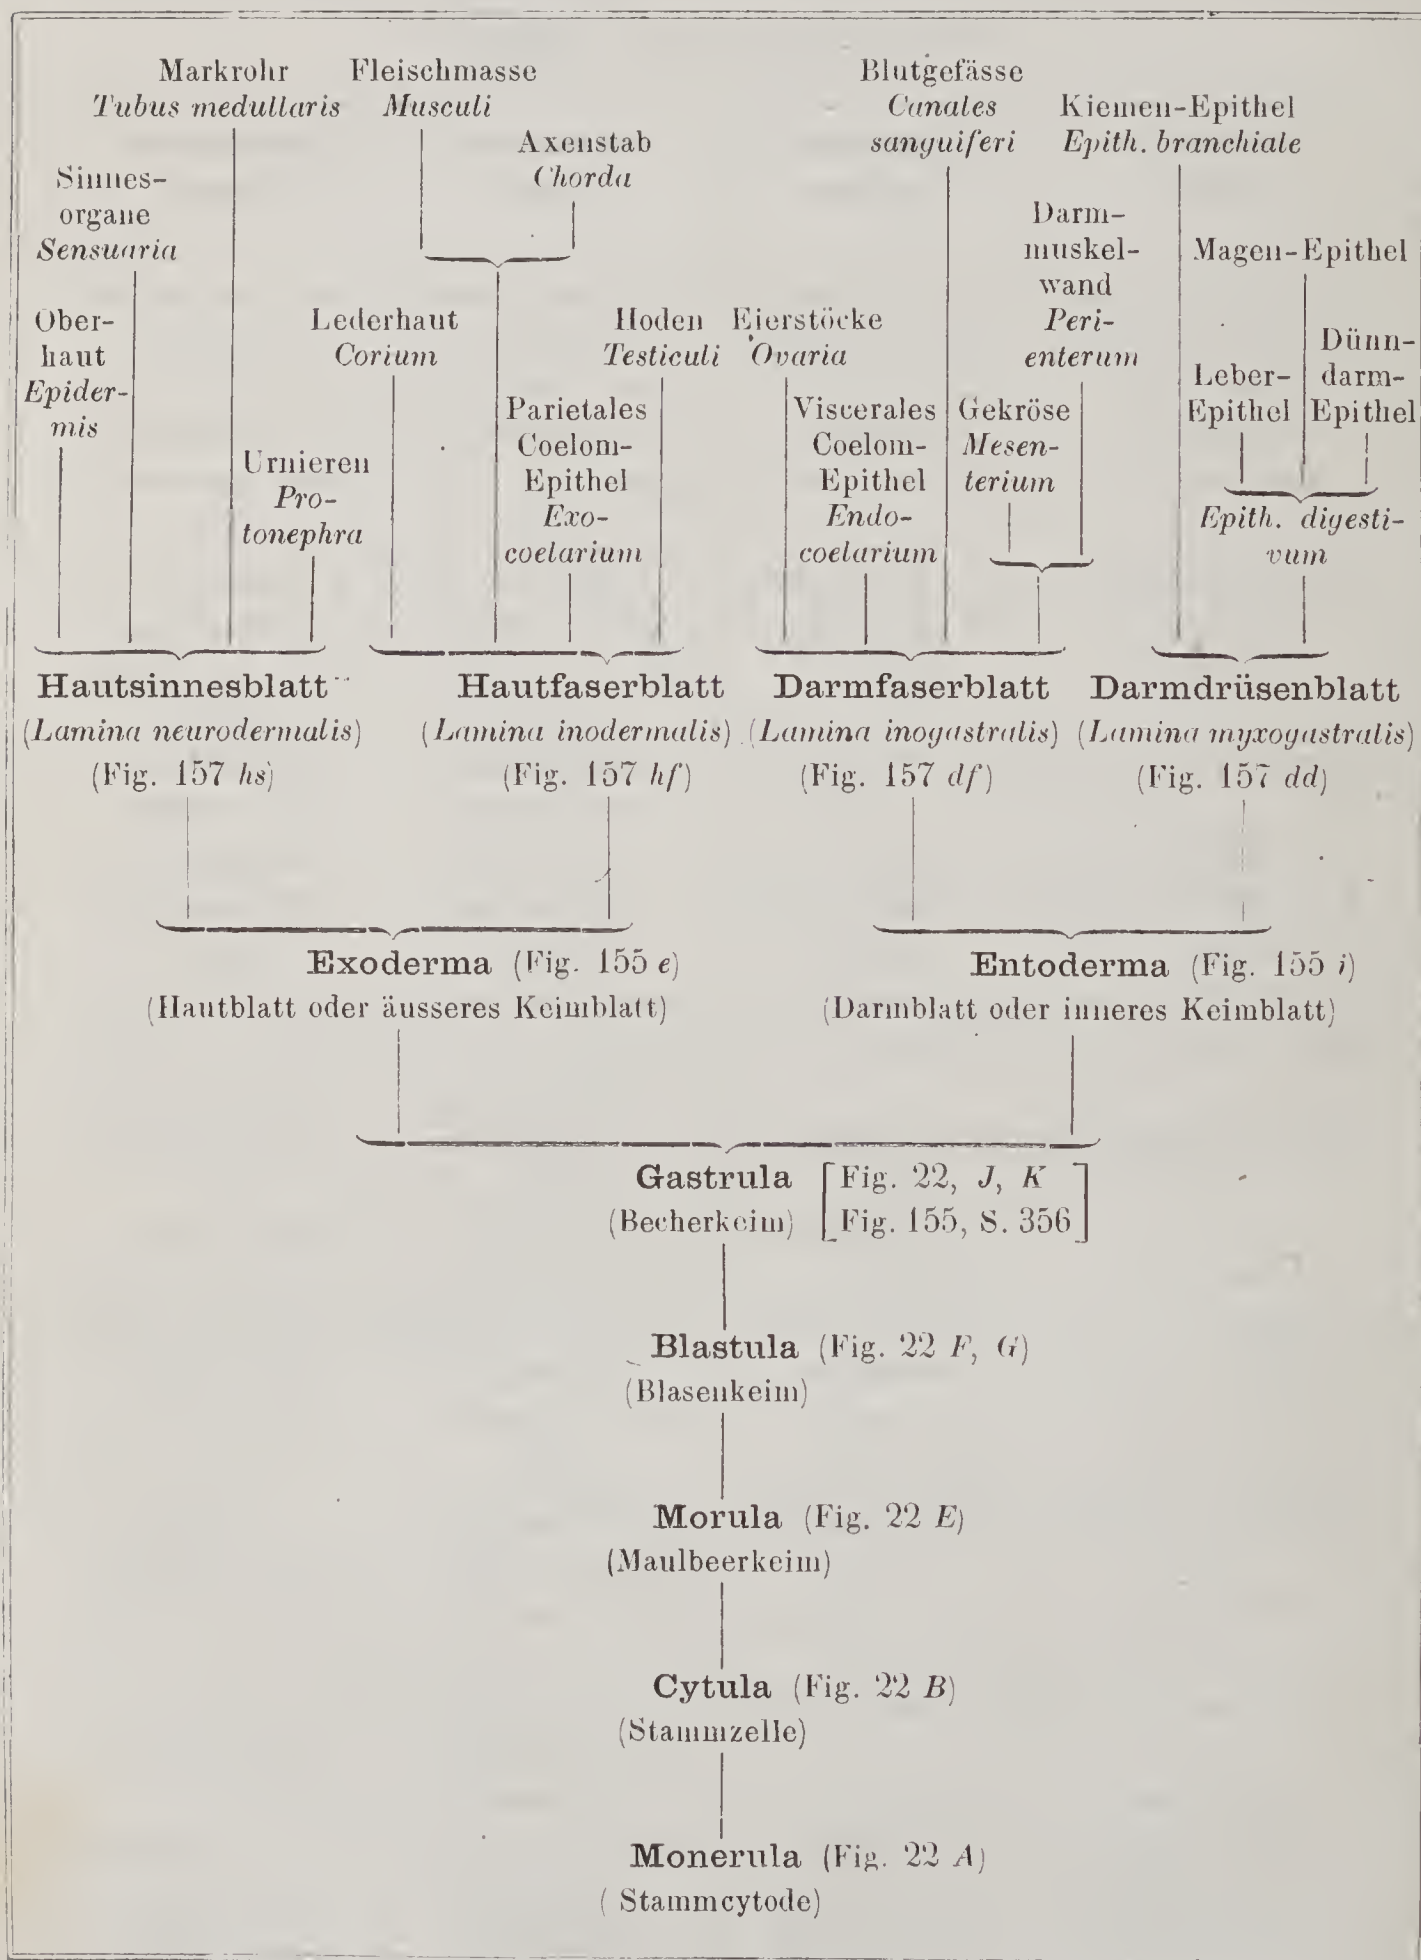 Markrohr
Tubus medullaris
Fleischmasse
Musculi
Axenstab
Chorda
Sinnes-
organe
Sensuaria
Ober-
haut
Epider-
mis
Urnieren
Pro-
tonephra
Lederhaut
Corium
Parietales
Coelom-
Epithel
Exo-
coelarium
Hoden
Testiculi
Eierstöcke
Ovaria
Viscerales
Coelom-
Epithel
Endo-
coelarium
Blutgefässe
Canales
sanguiferi
Gekröse
Mesen-
terium
Darm-
muskel-
wand
Peri-
enterum
Kiemen-Epithel
Epith. branchiale
Magen-Epithel
Leber-
Epithel
Dünn-
darm-
Epithel
Epith. digesti-
vum
Hautsinnesblatt
(Lamina neurodermalis)
(Fig. 157 hs)
Hautfaserblatt
(Lamina inodermalis)
(Fig. 157 hf)
Darmfaserblatt
(Lamina inogastralis)
(Fig. 157 df)
Darmdrüsenblatt
(Lamina myxogastralis)
(Fig. 157 dd)
Exoderma (Fig. 155 e)
(Hautblatt oder äusseres Keimblatt)
Entoderma (Fig. 155 i)
(Darmblatt oder inneres Keimblatt)
Gastrula [Fig. 22, J, K
(Becherkeim) Fig. 155, S. 356]
Blastula (Fig. 22 F, G)
(Blasenkeim)
Morula (Fig. 22 E)
(Maulbeerkeim)
Cytula (Fig. 22 B)
(Stammzelle)
Monerula (Fig. 22 A)
(Stammcytode)